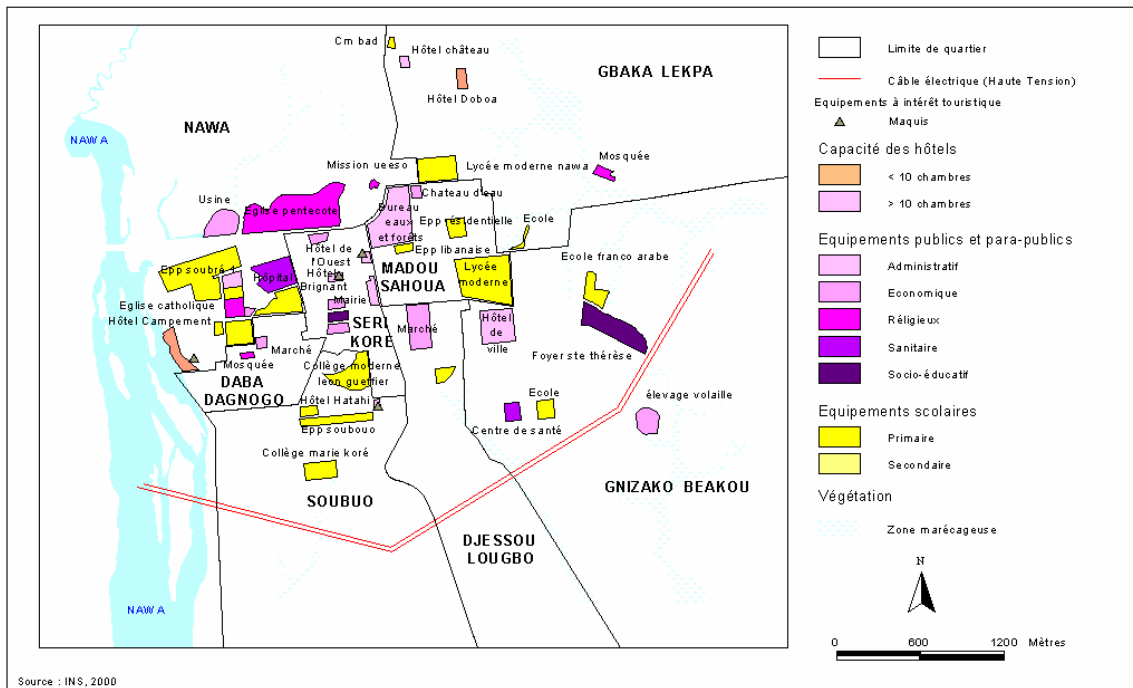 Cm bad
Hôtel château
GBAKA LEKPA
Hôtel Doboa
NAWA
NAWA
Mission ueeso
Lycée moderne nawa
Mosquée
Usine
Eglise pentecote
Chateau d'eau
Bureau
eaux
et forêts
Epp résidentielle
Ecole
Epp libanaise
Hôtel de
l'Ouest
Ecole franco arabe
Epp soubré 1
Hôpital
Hôtel
Brignant
MADOU
SAHOUA
Lycée
moderne
Eglise catholique
Mairie
Hôtel Campement
SERI
KORE
Marché
Hôtel
de
ville
Marché
Mosquée
Foyer ste thérèse
Collège moderne
leon gueffier
DABA
DAGNOGO
Hôtel Hatahi
Ecole
élevage volaille
Epp soubouo
Centre de santé
Collège marie koré
SOUBUO
GNIZAKO BEAKOU
DJESSOU
LOUGBO
NAWA
Limite de quartier
Câble électrique (Haute Tension)
Equipements à intérêt touristique
Maquis
Capacité des hôtels
< 10 chambres
> 10 chambres
Equipements publics et para-publics
Administratif
Economique
Réligieux
Sanitaire
Socio-éducatif
Equipements scolaires
Primaire
Secondaire
Végétation
Zone marécageuse
N
0 600 1200 Mètres
Source : INS, 2000